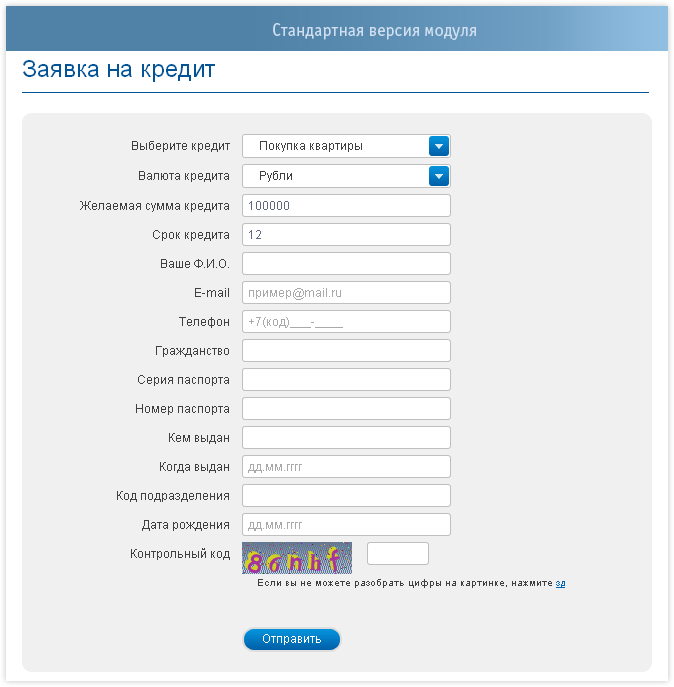 Стандартная версия модуля
Заявка на кредит
Выберите кредит Покупка квартиры
Валюта кредита Рубли
Желаемая сумма кредита 100000
Срок кредита 12
Ваше Ф.И.О.
E-mail пример@mail.ru
Телефон +7(код)___-____
Гражданство
Серия паспорта
Номер паспорта
Кем выдан
Когда выдан дд.мм.гггг
Код подразделения
Дата рождения дд.мм.гггг
Контрольный код
Если вы не можете разобрать цифры на картинке, нажмите зд
Отправить